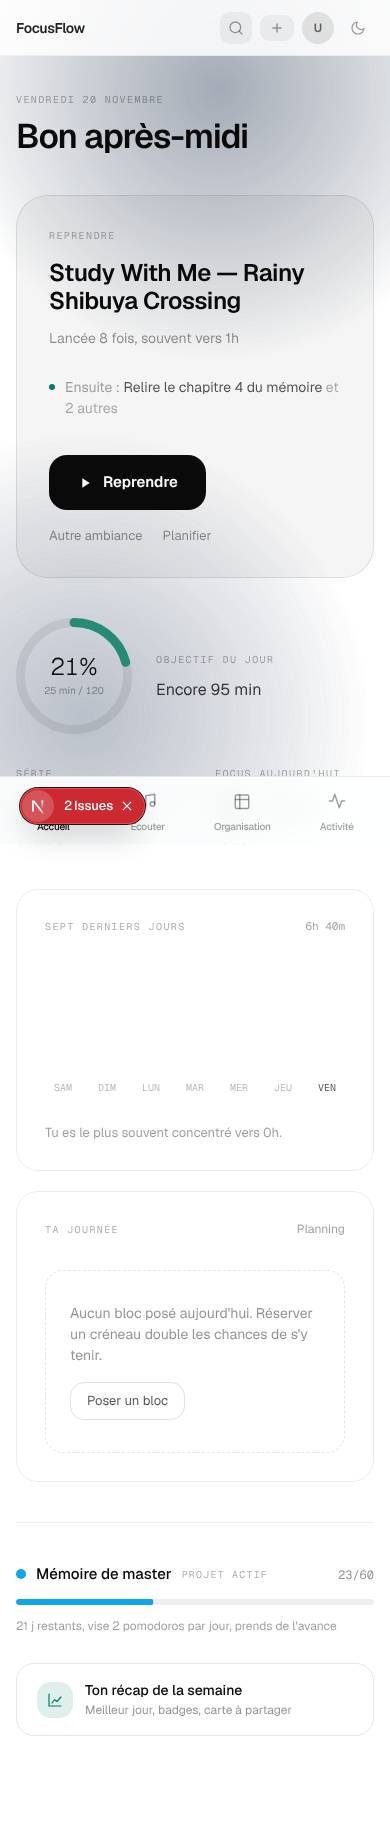 FocusFlow
U
VENDREDI 20 NOVEMBRE
Bon après-midi
REPRENDRE
Study With Me — Rainy
Shibuya Crossing
Lancée 8 fois, souvent vers 1h
Ensuite : Relire le chapitre 4 du mémoire et
2 autres
Reprendre
Autre ambiance Planifier
21%
25 min / 120
OBJECTIF DU JOUR
Encore 95 min
SÉRIE FOCUS AUJOURD'HUI
N 2 Issues
Accueil Écouter Organisation Activité
SEPT DERNIERS JOURS 6h 40m
SAM DIM LUN MAR MER JEU VEN
Tu es le plus souvent concentré vers 0h.
TA JOURNÉE Planning
Aucun bloc posé aujourd'hui. Réserver
un créneau double les chances de s'y
tenir.
Poser un bloc
Mémoire de master PROJET ACTIF 23/60
21 j restants, vise 2 pomodoros par jour, prends de l'avance
Ton récap de la semaine
Meilleur jour, badges, carte à partager